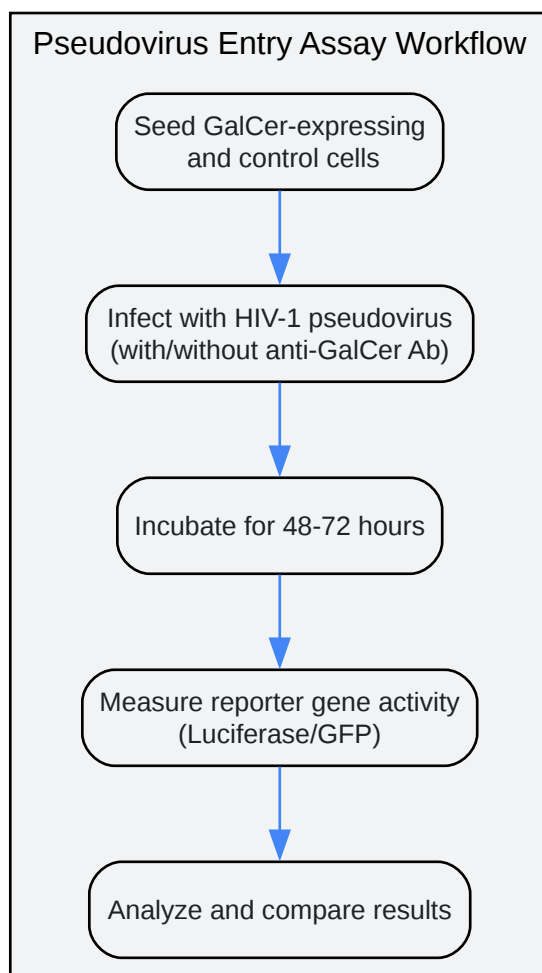 Pseudovirus Entry Assay Workflow
Seed GalCer-expressing
and control cells
Infect with HIV-1 pseudovirus
(with/without anti-GalCer Ab)
Incubate for 48-72 hours
Measure reporter gene activity
(Luciferase/GFP)
Analyze and compare results